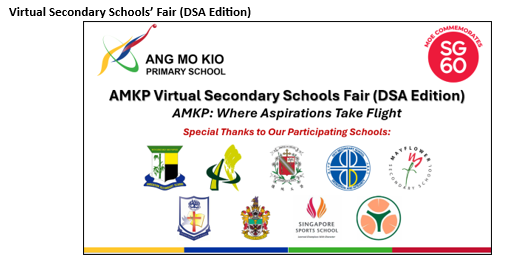 Virtual Secondary Schools' Fair (DSA Edition)
ANG MO KIO
PRIMARY SCHOOL
MOE COMMEMORATES
SG
60
AMKP Virtual Secondary Schools Fair (DSA Edition)
AMKP: Where Aspirations Take Flight
Special Thanks to Our Participating Schools:
MAYFLOWER
SECONDARY SCHOOL
SINGAPORE
SPORTS SCHOOL